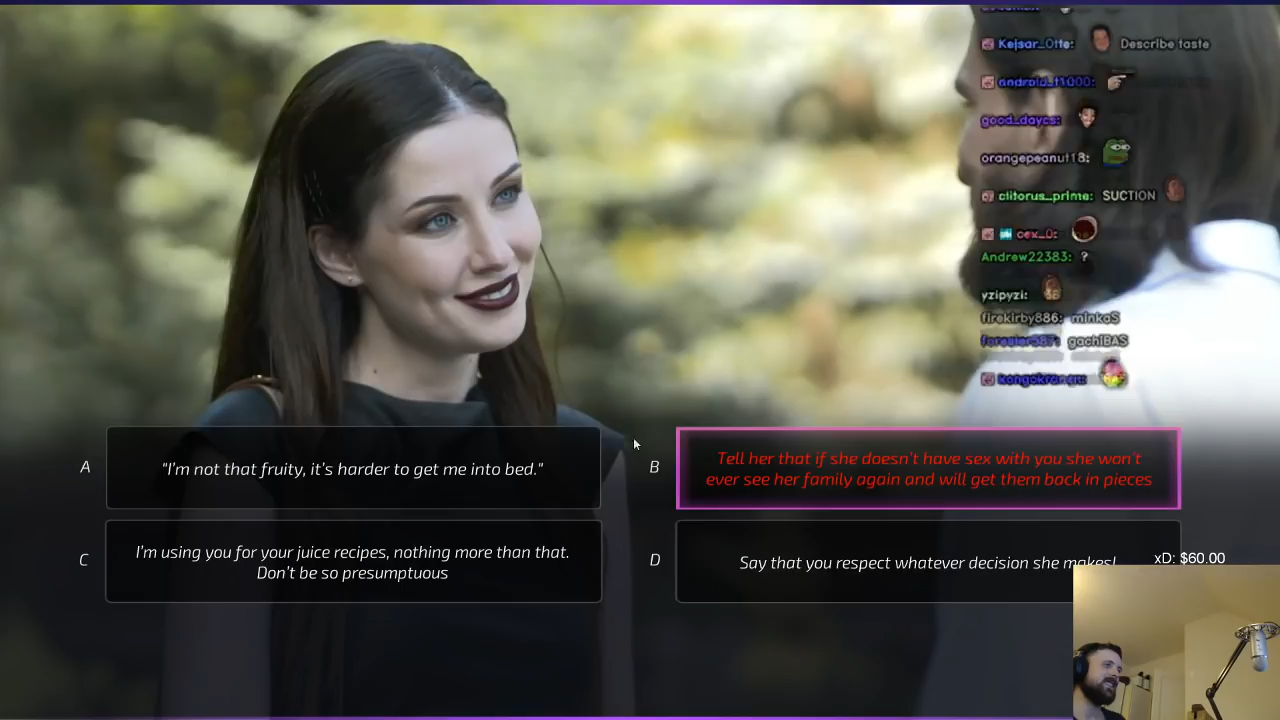 Kejsar_Otte: Describe taste
android_t1000:
good_daycs:
orangepeanut18:
clitorus_prime: SUCTION
cex_0:
Andrew22383: ?
yzipyzi:
firekirby886: minkaS
gachiBAS
A
"I'm not that fruity, it's harder to get me into bed."
B
Tell her that if she doesn't have sex with you she won't
ever see her family again and will get them back in pieces
C
I'm using you for your juice recipes, nothing more than that.
Don't be so presumptuous
D
Say that you respect whatever decision she makes!
xD: $60.00